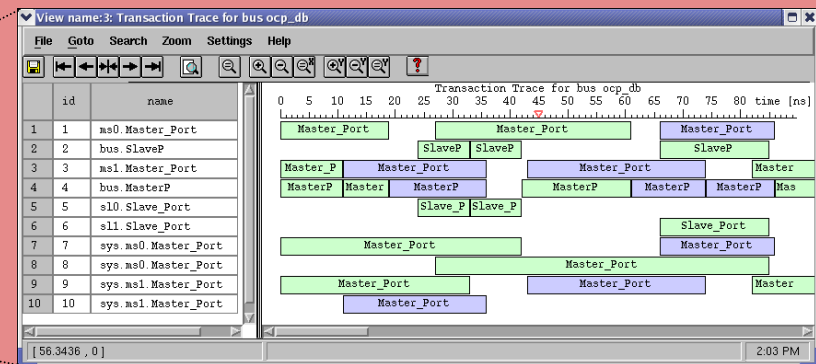 View name:3: Transaction Trace for bus ocp_db
File Goto Search Zoom Settings Help
Transaction Trace for bus ocp_db
id name 0 5 10 15 20 25 30 35 40 45 50 55 60 65 70 75 80 time [ns]
1 1 ms0.Master_Port Master_Port Master_Port Master_Port
2 2 bus.SlaveP SlaveP SlaveP SlaveP
3 3 ms1.Master_Port Master_P Master_Port Master_Port Master
4 4 bus.MasterP MasterP Master MasterP MasterP MasterP MasterP Mas
5 5 sl0.Slave_Port Slave_P Slave_P
6 6 sl1.Slave_Port Slave_Port
7 7 sys.ms0.Master_Port Master_Port Master_Port
8 8 sys.ms0.Master_Port Master_Port
9 9 sys.ms1.Master_Port Master_Port Master_Port Master
10 10 sys.ms1.Master_Port Master_Port
[ 56.3436 , 0 ] 2:03 PM